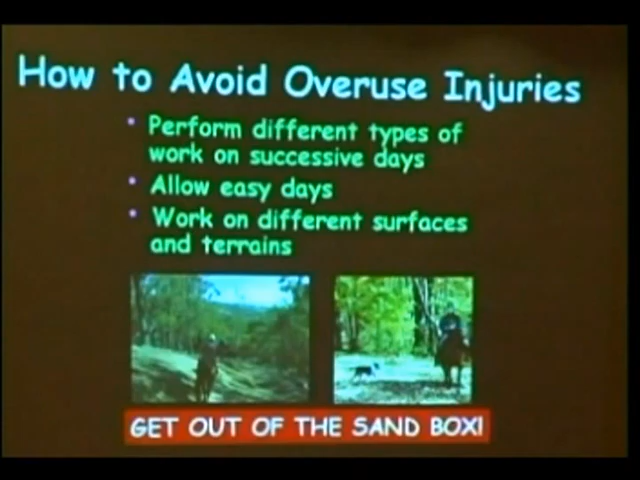 How to Avoid Overuse Injuries
• Perform different types of
work on successive days
• Allow easy days
• Work on different surfaces
and terrains
GET OUT OF THE SAND BOX!